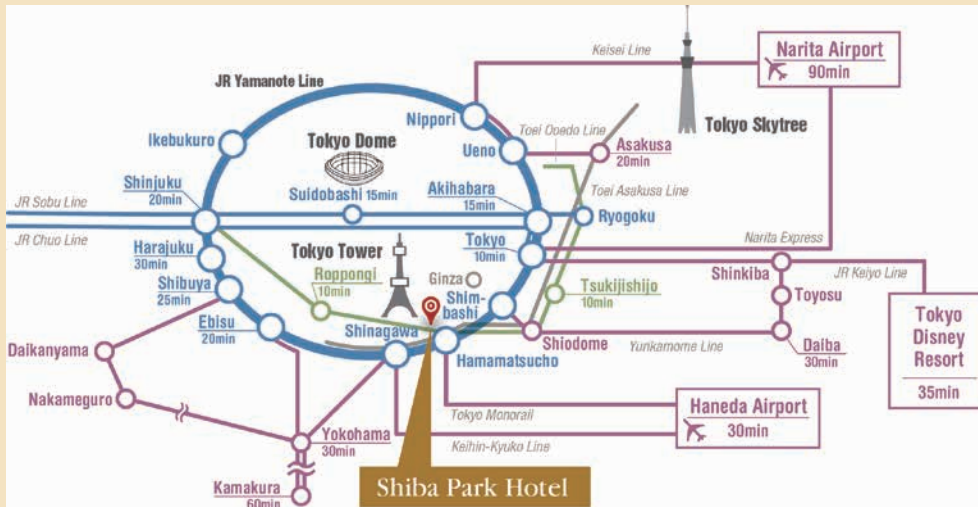 Keisei Line
Narita Airport
90min
JR Yamanote Line
Nippori
Tokyo Skytree
Ikebukuro
Tokyo Dome
Ueno
Toei Ooedo Line
Asakusa
20min
Shinjuku
20min
Suidobashi 15min
Akihabara
15min
Toei Asakusa Line
JR Sobu Line
Ryogoku
JR Chuo Line
Harajuku
30min
Tokyo Tower
Tokyo
10min
Narita Express
Roppongi
10min
Ginza
Shinkiba
JR Keiyo Line
Shibuya
25min
Tsukijishijo
10min
Toyosu
Shim-
bashi
Ebisu
20min
Shinagawa
Tokyo
Disney
Resort
35min
Shiodome
Yurikamome Line
Daiba
30min
Daikanyama
Hamamatsucho
Nakameguro
Tokyo Monorail
Haneda Airport
30min
Yokohama
30min
Keihin-Kyuko Line
Kamakura
60min
Shiba Park Hotel